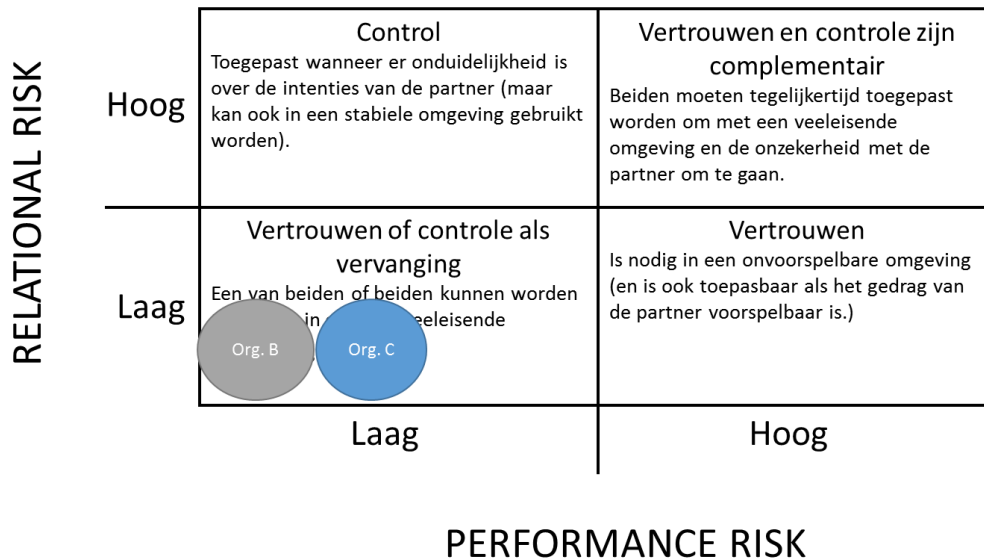 RELATIONAL RISK
Hoog
Control
Toegepast wanneer er onduidelijkheid is
over de intenties van de partner (maar
kan ook in een stabiele omgeving gebruikt
worden).
Vertrouwen en controle zijn
complementair
Beiden moeten tegelijkertijd toegepast
worden om met een veeleisende
omgeving en de onzekerheid met de
partner om te gaan.
Laag
Vertrouwen of controle als
vervanging
Een van beiden of beiden kunnen worden
in
Org. B
Org. C
Vertrouwen
Is nodig in een onvoorspelbare omgeving
(en is ook toepasbaar als het gedrag van
de partner voorspelbaar is.)
Laag
Hoog
PERFORMANCE RISK